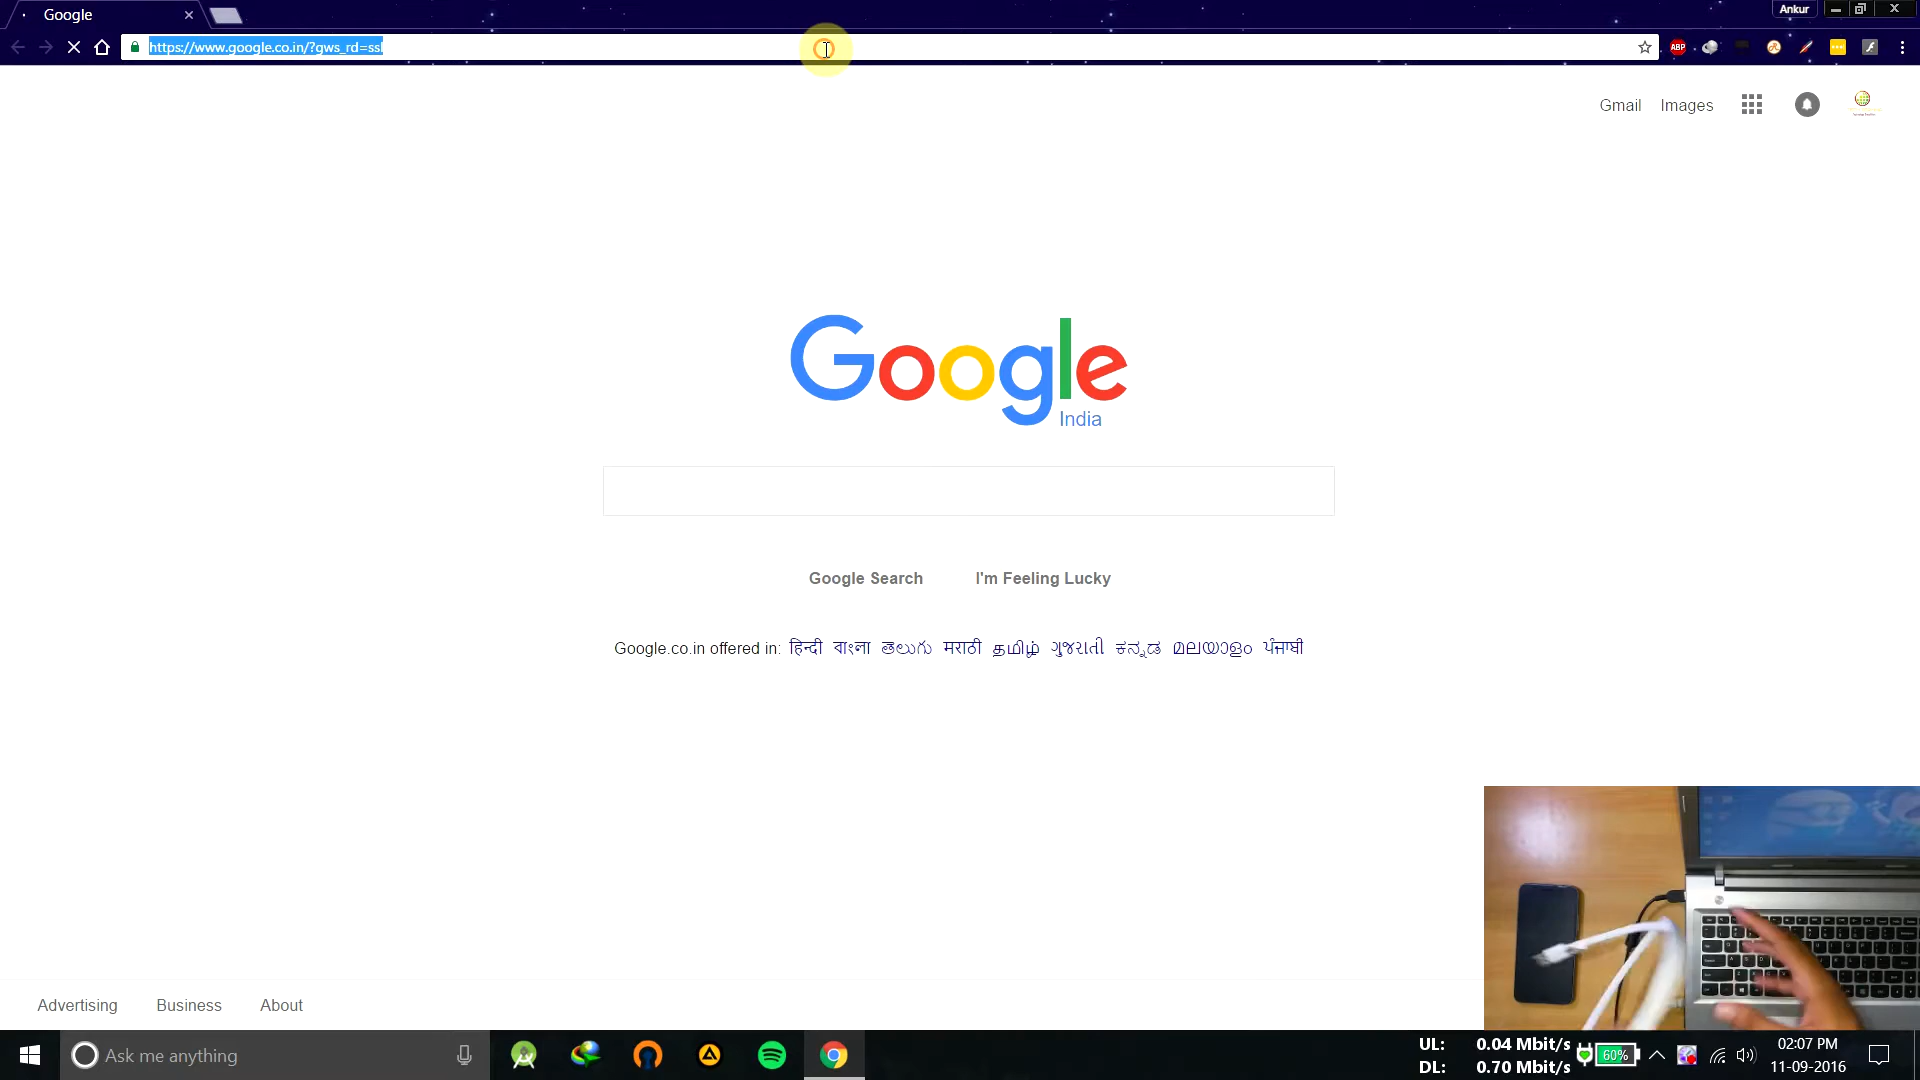 Google
Ankur
https://www.google.co.in/?gws_rd=ssl
ABP
Gmail Images
Google
India
Google Search I'm Feeling Lucky
Google.co.in offered in: हिन्दी বাংলা తెలుగు मराठी தமிழ் ગુજરાતી ಕನ್ನಡ മലയാളം ਪੰਜਾਬੀ
Advertising Business About
Ask me anything
UL: 0.04 Mbit/s
DL: 0.70 Mbit/s
60%
02:07 PM
11-09-2016